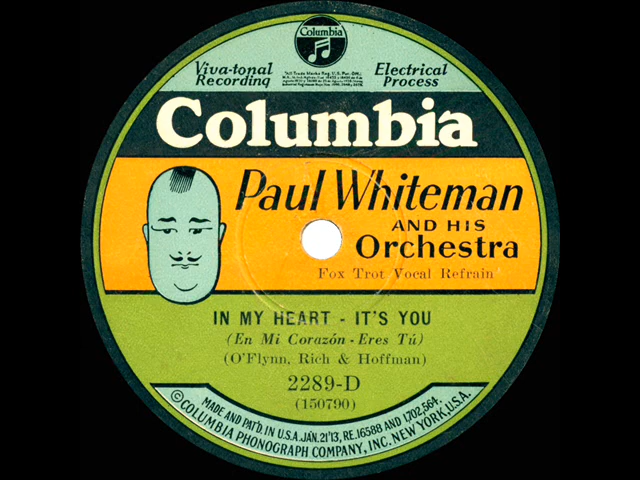 Columbia
Viva-tonal
Recording
Electrical
Process
Columbia
Paul Whiteman
AND HIS
Orchestra
Fox Trot Vocal Refrain
IN MY HEART - IT'S YOU
(En Mi Corazón - Eres Tú)
(O'Flynn, Rich & Hoffman)
2289-D
(150790)
MADE AND PAT'D. IN U.S.A. JAN. 21'13, RE. 16588 AND 1,702,564.
©COLUMBIA PHONOGRAPH COMPANY, INC. NEW YORK, U.S.A.